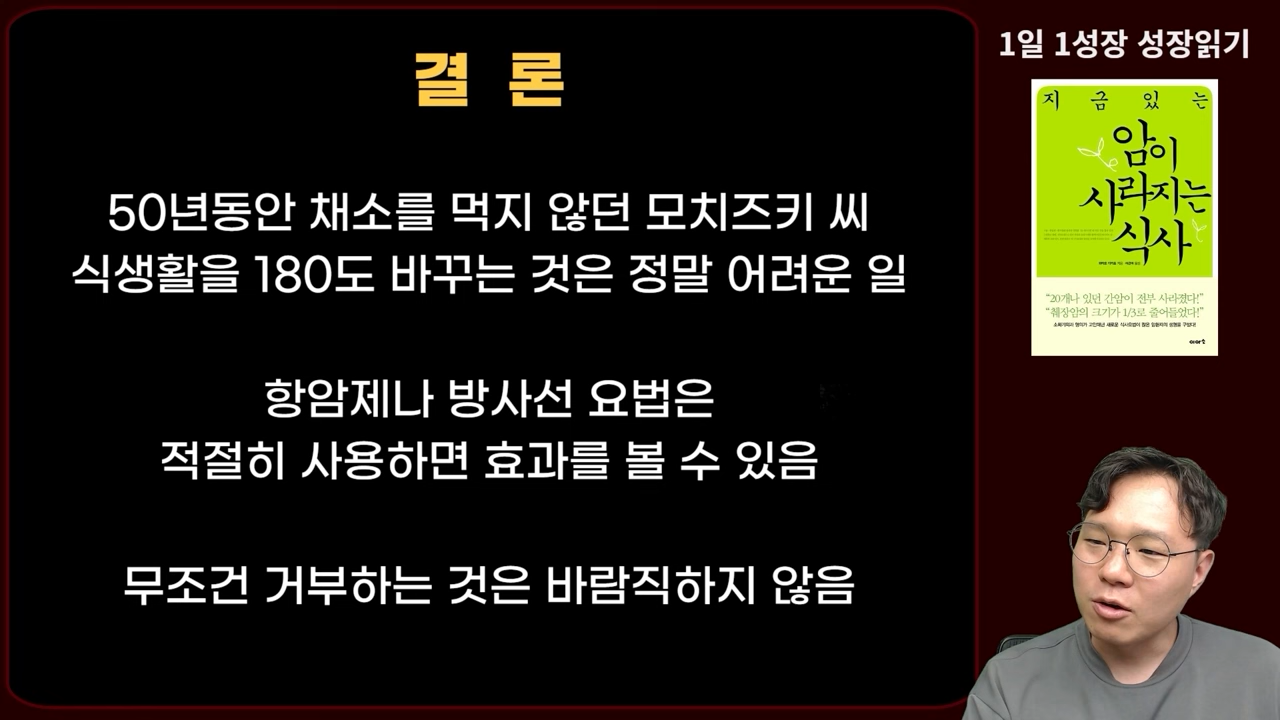 결 론
50년동안 채소를 먹지 않던 모치즈키 씨
식생활을 180도 바꾸는 것은 정말 어려운 일
항암제나 방사선 요법은
적절히 사용하면 효과를 볼 수 있음
무조건 거부하는 것은 바람직하지 않음
1일 1성장 성장읽기
지금있는
암이
사라지는
식사
“20개나 있던 간암이 전부 사라졌다!”
“췌장암의 크기가 1/3로 줄어들었다!”